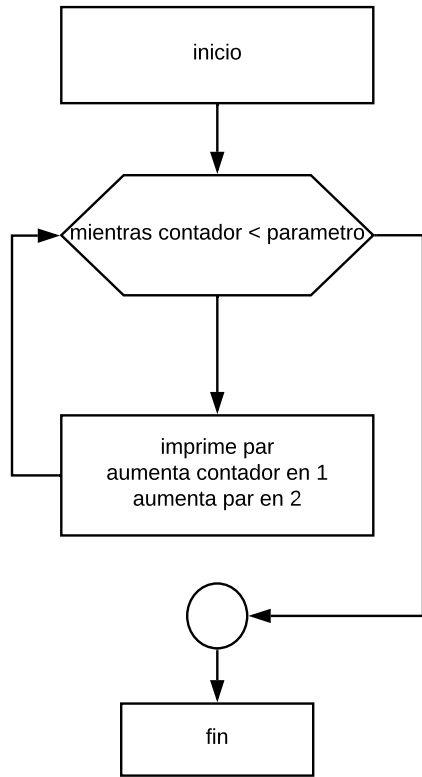 inicio
mientras contador < parametro
imprime par
aumenta contador en 1
aumenta par en 2
fin